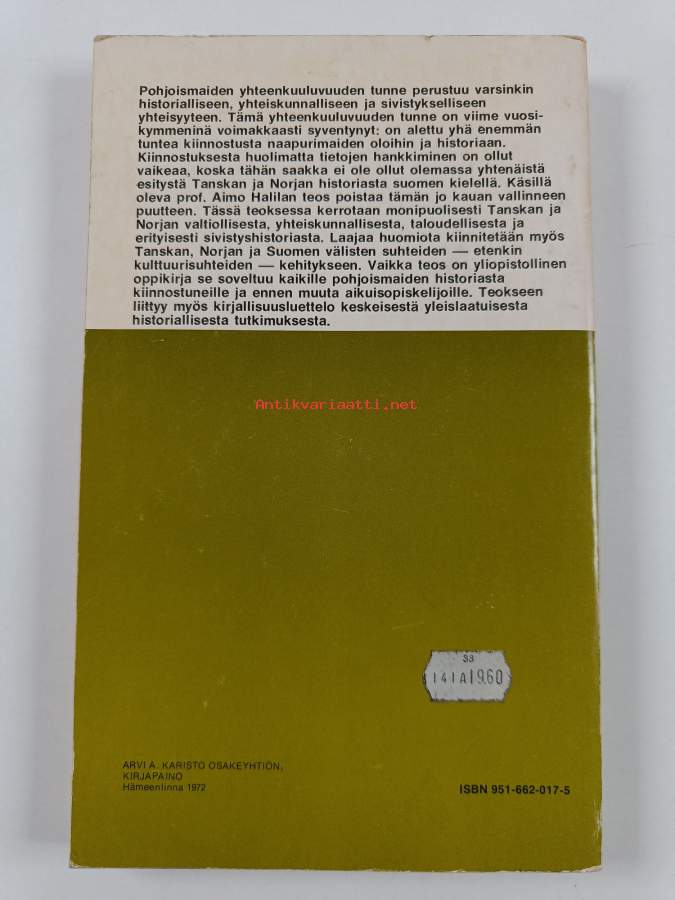 Pohjoismaiden yhteenkuuluvuuden tunne perustuu varsinkin
historialliseen, yhteiskunnalliseen ja sivistykselliseen
yhteisyyteen. Tämä yhteenkuuluvuuden tunne on viime vuosi-
kymmeninä voimakkaasti syventynyt: on alettu yhä enemmän
tuntea kiinnostusta naapurimaiden oloihin ja historiaan.
Kiinnostuksesta huolimatta tietojen hankkiminen on ollut
vaikeaa, koska tähän saakka ei ole ollut olemassa yhtenäistä
esitystä Tanskan ja Norjan historiasta suomen kielellä. Käsillä
oleva prof. Aimo Halilan teos poistaa tämän jo kauan vallinneen
puutteen. Tässä teoksessa kerrotaan monipuolisesti Tanskan ja
Norjan valtiollisesta, yhteiskunnallisesta, taloudellisesta ja
erityisesti sivistyshistoriasta. Laajaa huomiota kiinnitetään myös
Tanskan, Norjan ja Suomen välisten suhteiden — etenkin
kulttuurisuhteiden — kehitykseen. Vaikka teos on yliopistollinen
oppikirja se soveltuu kaikille pohjoismaiden historiasta
kiinnostuneille ja ennen muuta aikuisopiskelijoille. Teokseen
liittyy myös kirjallisuusluettelo keskeisestä yleislaatuisesta
historiallisesta tutkimuksesta.
Antikvariaatti.net
33
141A1960
ARVI A. KARISTO OSAKEYHTIÖN,
KIRJAPAINO
Hämeenlinna 1972
ISBN 951-662-017-5